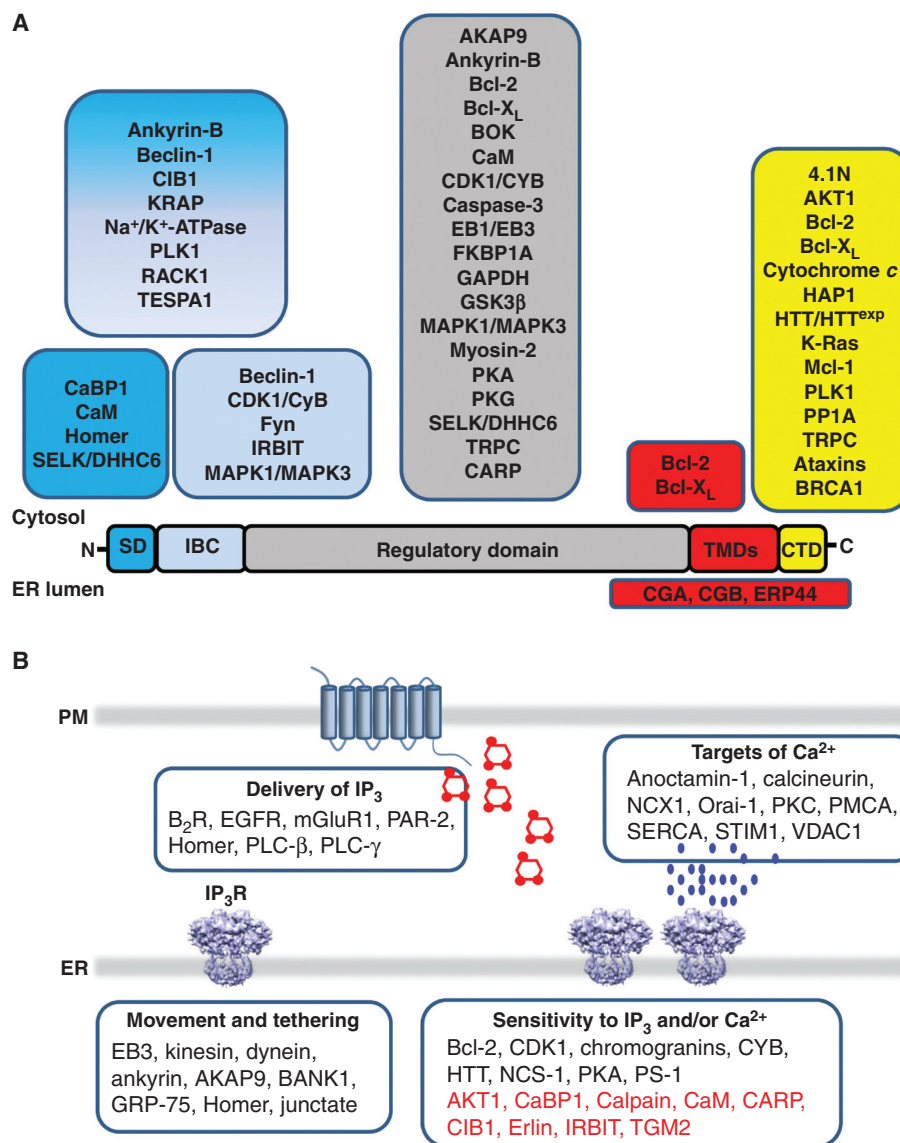 A
Ankyrin-B
Beclin-1
CIB1
KRAP
Na⁺/K⁺-ATPase
PLK1
RACK1
TESPA1
CaBP1
CaM
Homer
SELK/DHHC6
Beclin-1
CDK1/CyB
Fyn
IRBIT
MAPK1/MAPK3
AKAP9
Ankyrin-B
Bcl-2
Bcl-X_L
BOK
CaM
CDK1/CYB
Caspase-3
EB1/EB3
FKBP1A
GAPDH
GSK3β
MAPK1/MAPK3
Myosin-2
PKA
PKG
SELK/DHHC6
TRPC
CARP
Bcl-2
Bcl-X_L
4.1N
AKT1
Bcl-2
Bcl-X_L
Cytochrome c
HAP1
HTT/HTT^exp
K-Ras
Mcl-1
PLK1
PP1A
TRPC
Ataxins
BRCA1
Cytosol
N SD IBC Regulatory domain TMDs CTD C
ER lumen
CGA, CGB, ERP44
B
PM
Delivery of IP₃
B₂R, EGFR, mGluR1, PAR-2,
Homer, PLC-β, PLC-γ
Targets of Ca²⁺
Anoctamin-1, calcineurin,
NCX1, Orai-1, PKC, PMCA,
SERCA, STIM1, VDAC1
IP₃R
ER
Movement and tethering
EB3, kinesin, dynein,
ankyrin, AKAP9, BANK1,
GRP-75, Homer, junctate
Sensitivity to IP₃ and/or Ca²⁺
Bcl-2, CDK1, chromogranins, CYB,
HTT, NCS-1, PKA, PS-1
AKT1, CaBP1, Calpain, CaM, CARP,
CIB1, Erlin, IRBIT, TGM2